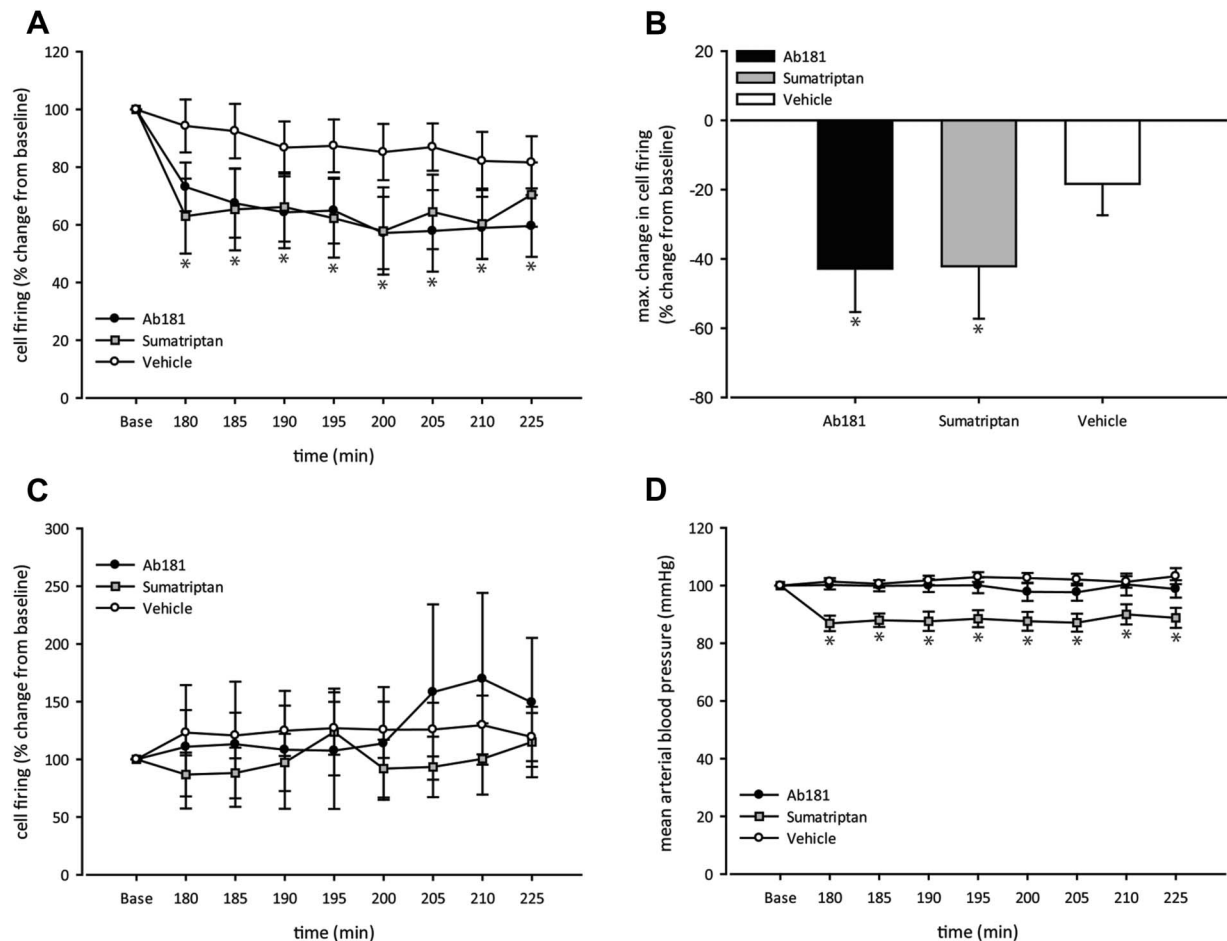 A
cell firing (% change from baseline)
120
100
80
60
40
20
0
* * * * * * * *
Ab181
Sumatriptan
Vehicle
Base 180 185 190 195 200 205 210 225
time (min)
B
max. change in cell firing
(% change from baseline)
20
0
-20
-40
-60
-80
Ab181
Sumatriptan
Vehicle
* *
Ab181 Sumatriptan Vehicle
C
cell firing (% change from baseline)
300
250
200
150
100
50
0
Ab181
Sumatriptan
Vehicle
Base 180 185 190 195 200 205 210 225
time (min)
D
mean arterial blood pressure (mmHg)
120
100
80
60
40
20
0
* * * * * * * *
Ab181
Sumatriptan
Vehicle
Base 180 185 190 195 200 205 210 225
time (min)